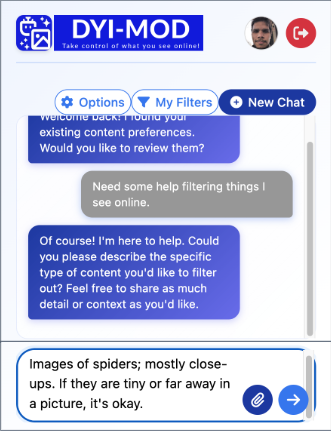 DYI-MOD
Take control of what you see online!
Options
My Filters
New Chat
Welcome back! I found your
existing content preferences.
Would you like to review them?
Need some help filtering things I
see online.
Of course! I'm here to help. Could
you please describe the specific
type of content you'd like to filter
out? Feel free to share as much
detail or context as you'd like.
Images of spiders; mostly close-
ups. If they are tiny or far away in
a picture, it's okay.